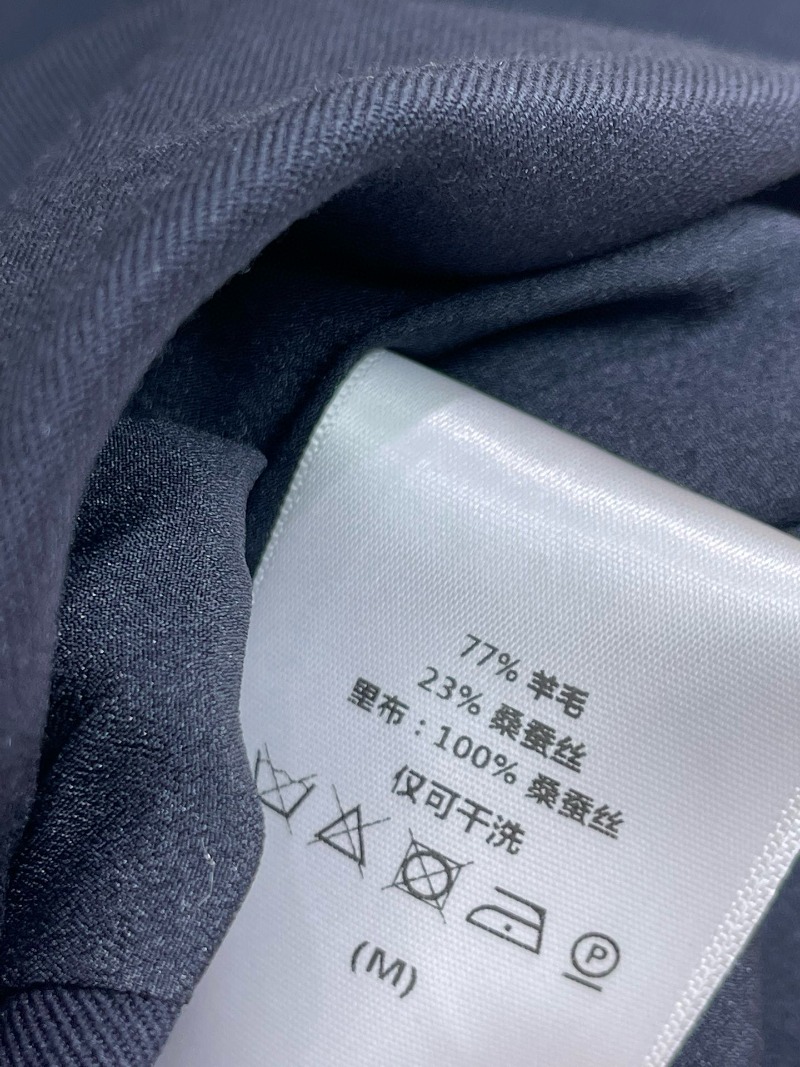 77% 羊毛
23% 桑蚕丝
里布：100% 桑蚕丝
仅可干洗
P
(M)